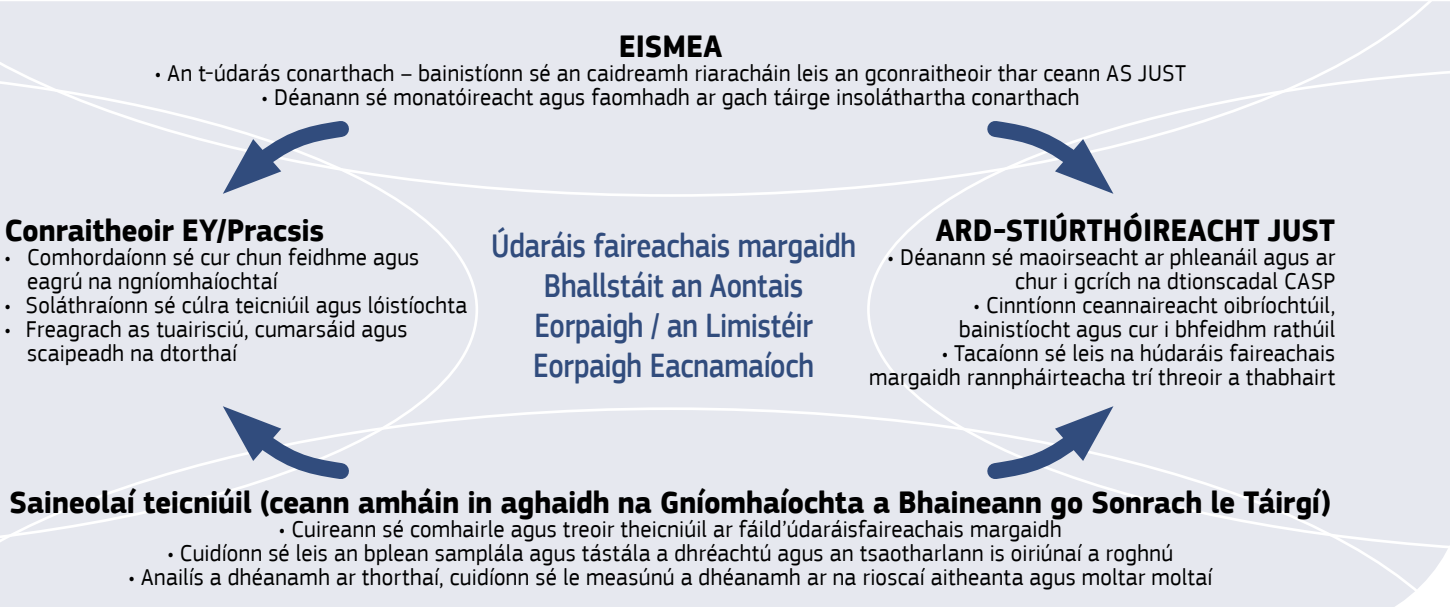 EISMEA
• An t-údarás conarthach – bainistíonn sé an caidreamh riaracháin leis an gconraitheoir thar ceann AS JUST
• Déanann sé monatóireacht agus faomhadh ar gach táirge insoláthartha conarthach
Conraitheoir EY/Pracsis
• Comhordaíonn sé cur chun feidhme agus
eagrú na ngníomhaíochtaí
• Soláthraíonn sé cúlra teicniúil agus lóistíochta
• Freagrach as tuairisciú, cumarsáid agus
scaipeadh na dtorthaí
Údaráis faireachais margaidh
Bhallstáit an Aontais
Eorpaigh / an Limistéir
Eorpaigh Eacnamaíoch
ARD-STIÚRTHÓIREACHT JUST
• Déanann sé maoirseacht ar phleanáil agus ar
chur i gcrích na dtionscadal CASP
• Cinntíonn ceannaireacht oibríochtúil,
bainistíocht agus cur i bhfeidhm rathúil
• Tacaíonn sé leis na húdaráis faireachais
margaidh rannpháirteacha trí threoir a thabhairt
Saineolaí teicniúil (ceann amháin in aghaidh na Gníomhaíochta a Bhaineann go Sonrach le Táirgí)
• Cuireann sé comhairle agus treoir theicniúil ar fáild’údaráisfaireachais margaidh
• Cuidíonn sé leis an bplean samplála agus tástála a dhréachtú agus an tsaotharlann is oiriúnaí a roghnú
• Anailís a dhéanamh ar thorthaí, cuidíonn sé le measúnú a dhéanamh ar na rioscaí aitheanta agus moltar moltaí